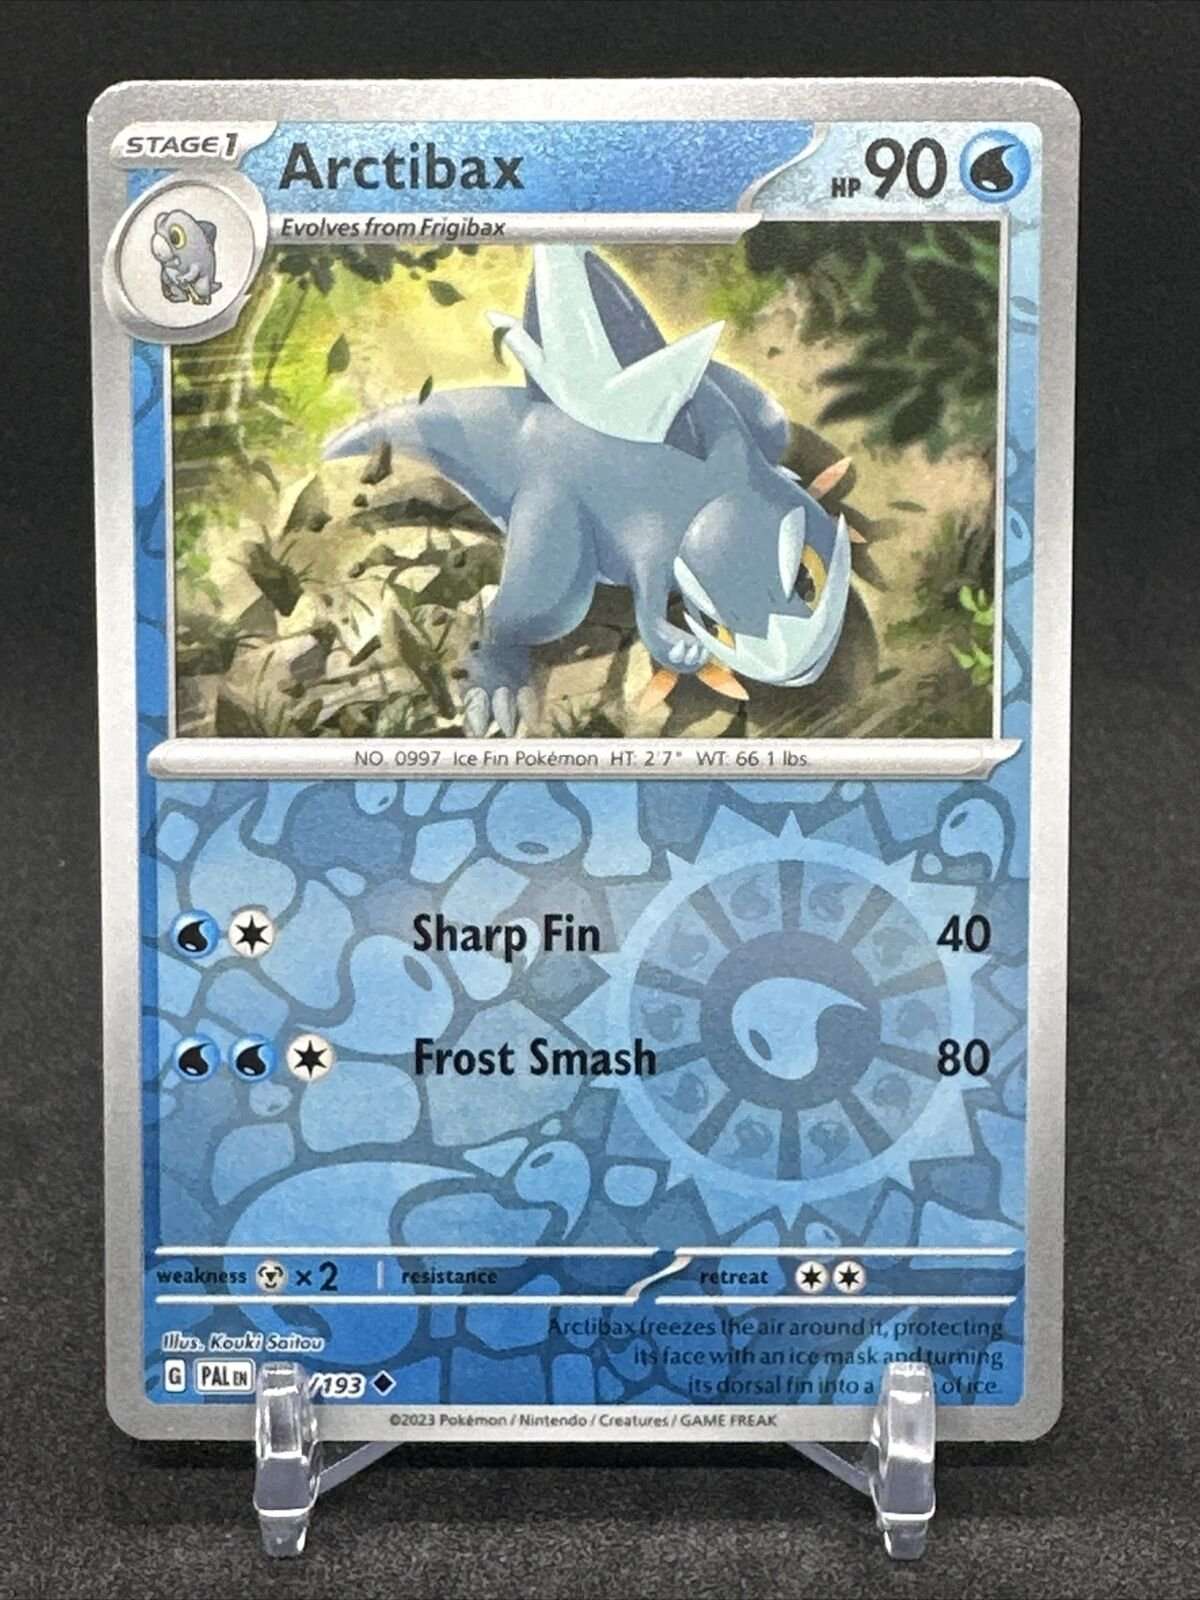 STAGE 1
Arctibax
HP 90
Evolves from Frigibax
NO. 0997 Ice Fin Pokémon HT: 2'7" WT: 66.1 lbs.
Sharp Fin 40
Frost Smash 80
weakness ×2 resistance retreat
Illus. Kouki Saitou
Arctibax freezes the air around it, protecting
its face with an ice mask and turning
its dorsal fin into a of ice.
G PAL EN /193
©2023 Pokémon / Nintendo / Creatures / GAME FREAK